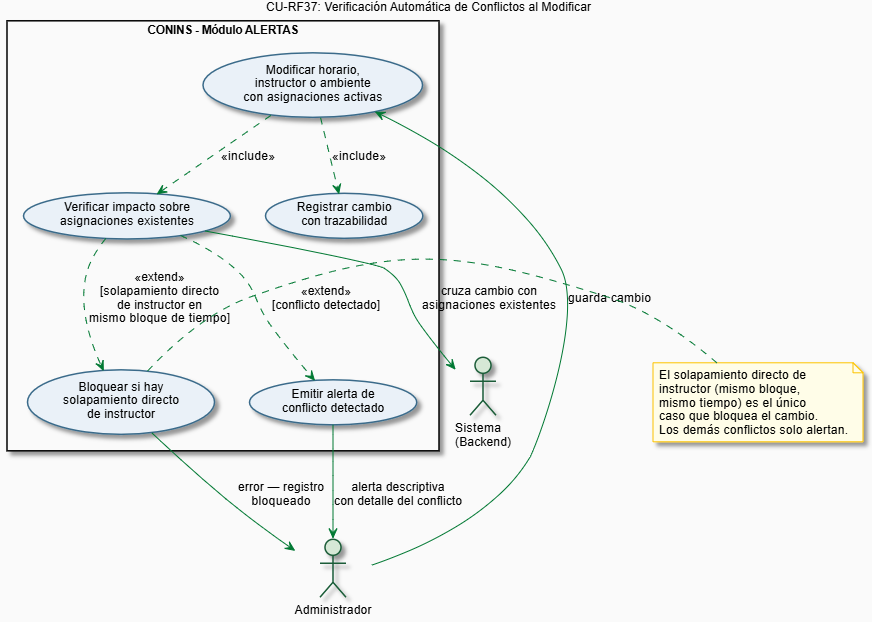 CU-RF37: Verificación Automática de Conflictos al Modificar
CONINS - Módulo ALERTAS
Modificar horario,
instructor o ambiente
con asignaciones activas
«include»
«include»
Verificar impacto sobre
asignaciones existentes
Registrar cambio
con trazabilidad
«extend»
[solapamiento directo
de instructor en
mismo bloque de tiempo]
«extend»
[conflicto detectado]
cruza cambio con
asignaciones existentes
guarda cambio
Bloquear si hay
solapamiento directo
de instructor
Emitir alerta de
conflicto detectado
Sistema
(Backend)
El solapamiento directo de
instructor (mismo bloque,
mismo tiempo) es el único
caso que bloquea el cambio.
Los demás conflictos solo alertan.
error — registro
bloqueado
alerta descriptiva
con detalle del conflicto
Administrador